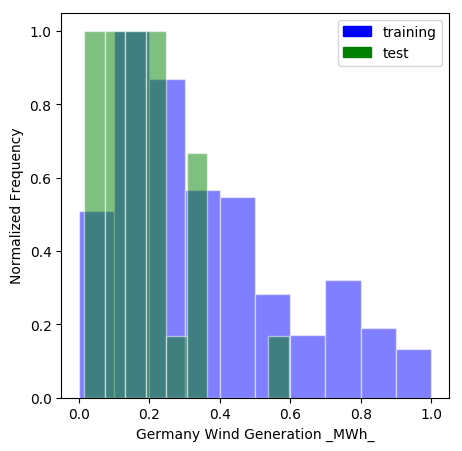 training
test
1.0
0.8
0.6
0.4
0.2
0.0
Normalized Frequency
0.0 0.2 0.4 0.6 0.8 1.0
Germany Wind Generation _MWh_